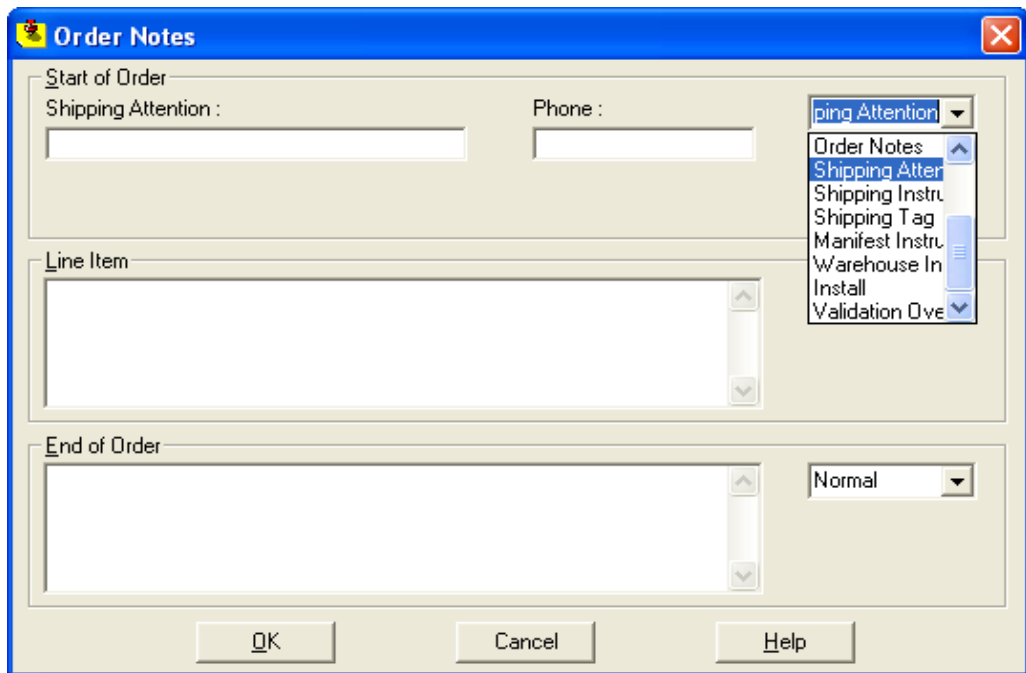 Order Notes
Start of Order
Shipping Attention :
Phone :
ping Attention
Order Notes
Shipping Atten
Shipping Instru
Shipping Tag
Manifest Instru
Warehouse In
Install
Validation Ove
Line Item
End of Order
Normal
OK
Cancel
Help